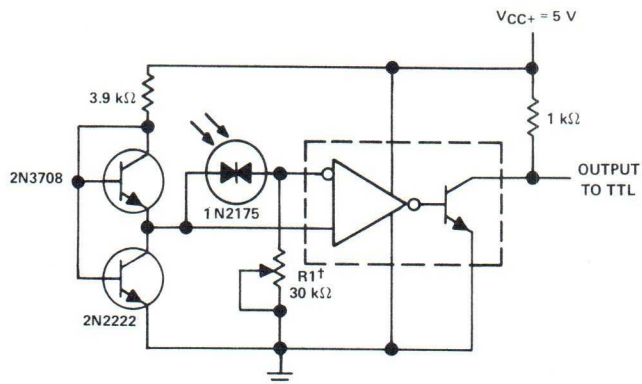 VCC+ = 5 V
3.9 kΩ
1 kΩ
2N3708
1N2175
OUTPUT
TO TTL
R1†
30 kΩ
2N2222